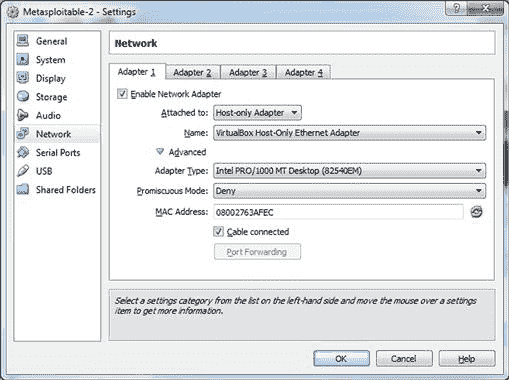 Metasploitable-2 - Settings
General
System
Display
Storage
Audio
Network
Serial Ports
USB
Shared Folders
Network
Adapter 1 Adapter 2 Adapter 3 Adapter 4
Enable Network Adapter
Attached to: Host-only Adapter
Name: VirtualBox Host-Only Ethernet Adapter
Advanced
Adapter Type: Intel PRO/1000 MT Desktop (82540EM)
Promiscuous Mode: Deny
MAC Address: 08002763AFEC
Cable connected
Port Forwarding
Select a settings category from the list on the left-hand side and move the mouse over a settings
item to get more information.
OK Cancel Help